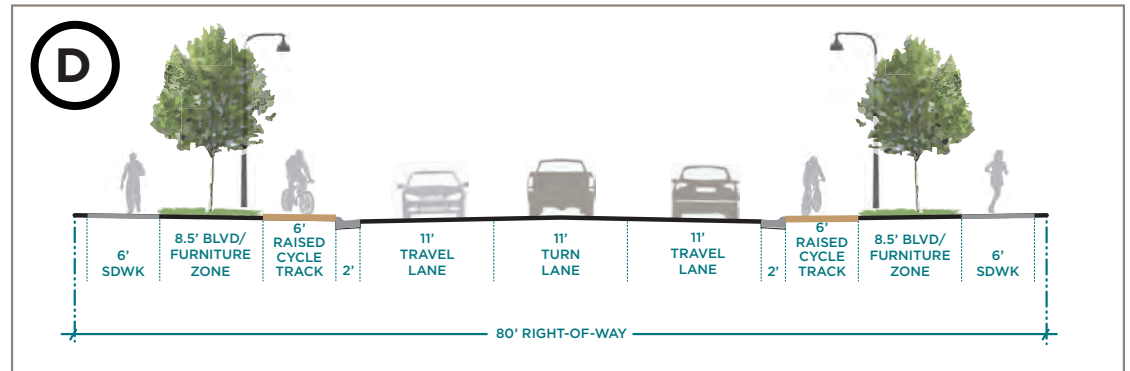 D
6'
SDWK
8.5' BLVD/
FURNITURE
ZONE
6'
RAISED
CYCLE
TRACK
2'
11'
TRAVEL
LANE
11'
TURN
LANE
11'
TRAVEL
LANE
2'
6'
RAISED
CYCLE
TRACK
8.5' BLVD/
FURNITURE
ZONE
6'
SDWK
80' RIGHT-OF-WAY